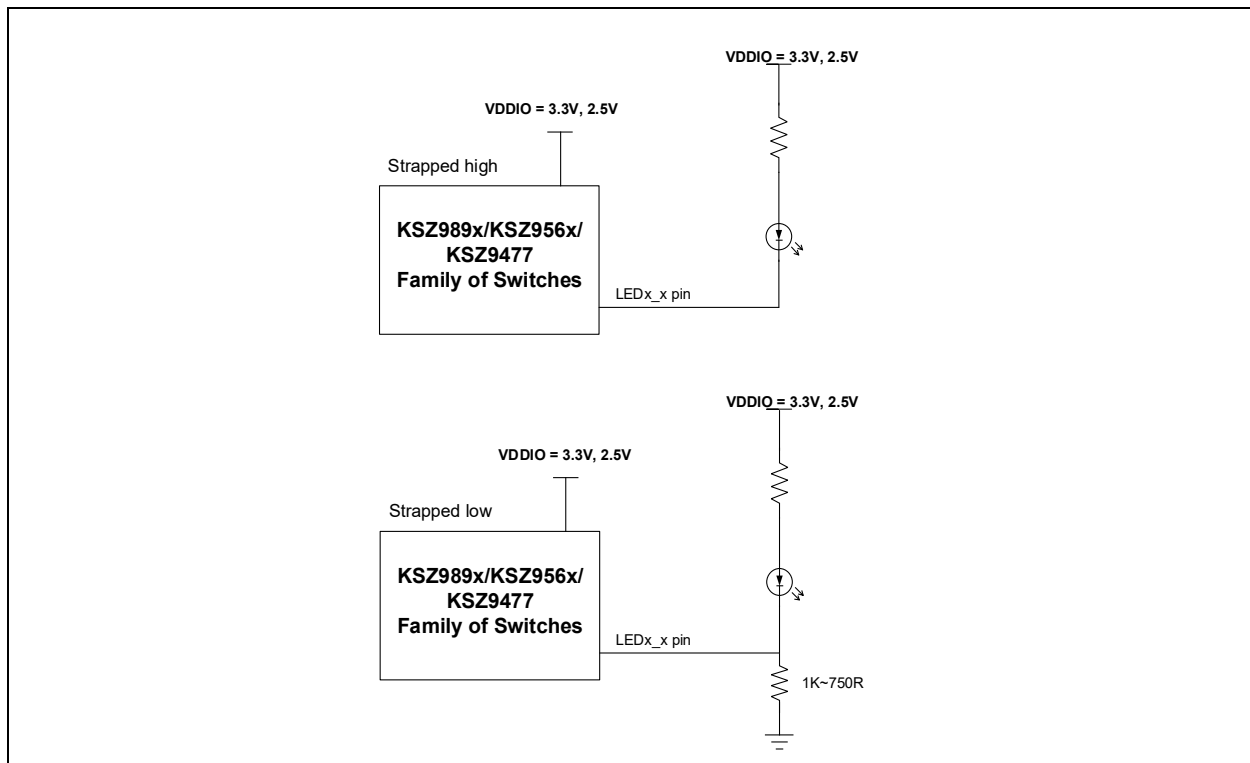 VDDIO = 3.3V, 2.5V
VDDIO = 3.3V, 2.5V
Strapped high
KSZ989x/KSZ956x/
KSZ9477
Family of Switches
LEDx_x pin
VDDIO = 3.3V, 2.5V
VDDIO = 3.3V, 2.5V
Strapped low
KSZ989x/KSZ956x/
KSZ9477
Family of Switches
LEDx_x pin
1K~750R